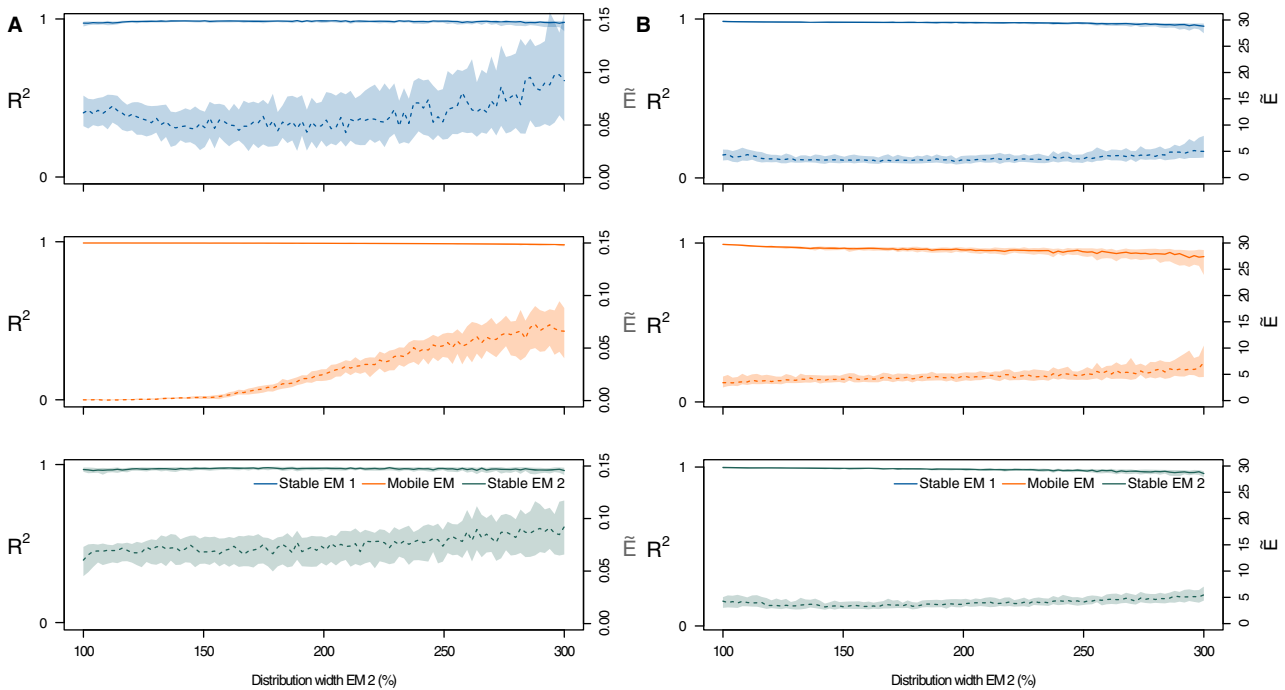 A
1
R²
0
0.00
0.05
0.10
0.15
Ẽ
100
150
200
250
300
1
R²
0
0.00
0.05
0.10
0.15
Ẽ
1
R²
0
0.00
0.05
0.10
0.15
Ẽ
Stable EM 1 Mobile EM Stable EM 2
100 150 200 250 300
Distribution width EM 2 (%)
B
1
R²
0
0 5 10 15 20 25 30
Ẽ
1
R²
0
0 5 10 15 20 25 30
Ẽ
1
R²
0
0 5 10 15 20 25 30
Ẽ
Stable EM 1 Mobile EM Stable EM 2
100 150 200 250 300
Distribution width EM 2 (%)